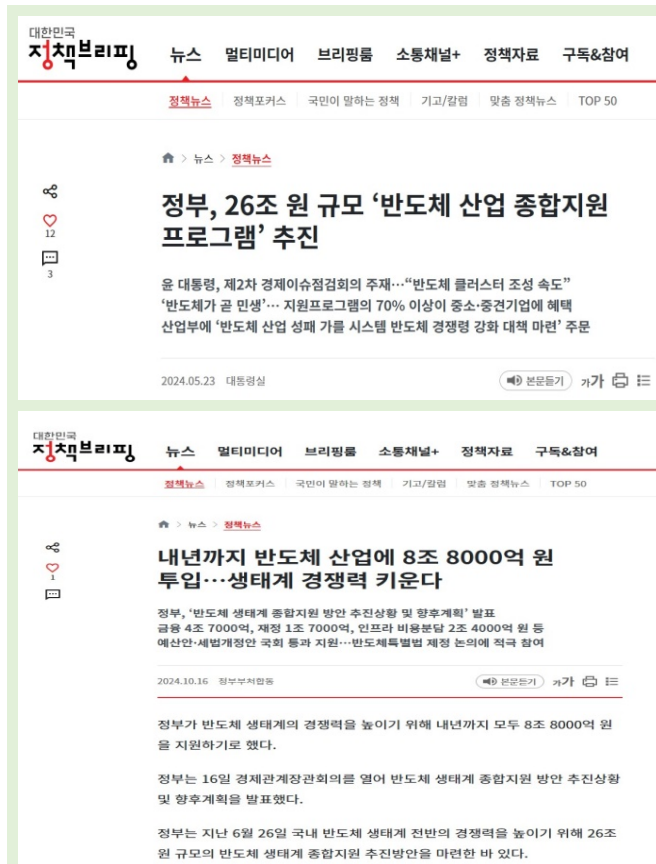 대한민국
정책브리핑 뉴스 멀티미디어 브리핑룸 소통채널+ 정책자료 구독&참여
정책뉴스 정책포커스 국민이 말하는 정책 기고/칼럼 맞춤 정책뉴스 TOP 50
뉴스 > 정책뉴스
12
3
정부, 26조 원 규모 ‘반도체 산업 종합지원
프로그램’ 추진
윤 대통령, 제2차 경제이슈점검회의 주재…“반도체 클러스터 조성 속도”
‘반도체가 곧 민생’… 지원프로그램의 70% 이상이 중소·중견기업에 혜택
산업부에 ‘반도체 산업 성패 가를 시스템 반도체 경쟁령 강화 대책 마련’ 주문
2024.05.23 대통령실 본문듣기 가가
대한민국
정책브리핑 뉴스 멀티미디어 브리핑룸 소통채널+ 정책자료 구독&참여
정책뉴스 정책포커스 국민이 말하는 정책 기고/칼럼 맞춤 정책뉴스 TOP 50
뉴스 > 정책뉴스
1
내년까지 반도체 산업에 8조 8000억 원
투입…생태계 경쟁력 키운다
정부, ‘반도체 생태계 종합지원 방안 추진상황 및 향후계획’ 발표
금융 4조 7000억, 재정 1조 7000억, 인프라 비용분담 2조 4000억 원 등
예산안·세법개정안 국회 통과 지원…반도체특별법 제정 논의에 적극 참여
2024.10.16 정부부처합동 본문듣기 가가
정부가 반도체 생태계의 경쟁력을 높이기 위해 내년까지 모두 8조 8000억 원
을 지원하기로 했다.
정부는 16일 경제관계장관회의를 열어 반도체 생태계 종합지원 방안 추진상황
및 향후계획을 발표했다.
정부는 지난 6월 26일 국내 반도체 생태계 전반의 경쟁력을 높이기 위해 26조
원 규모의 반도체 생태계 종합지원 추진방안을 마련한 바 있다.